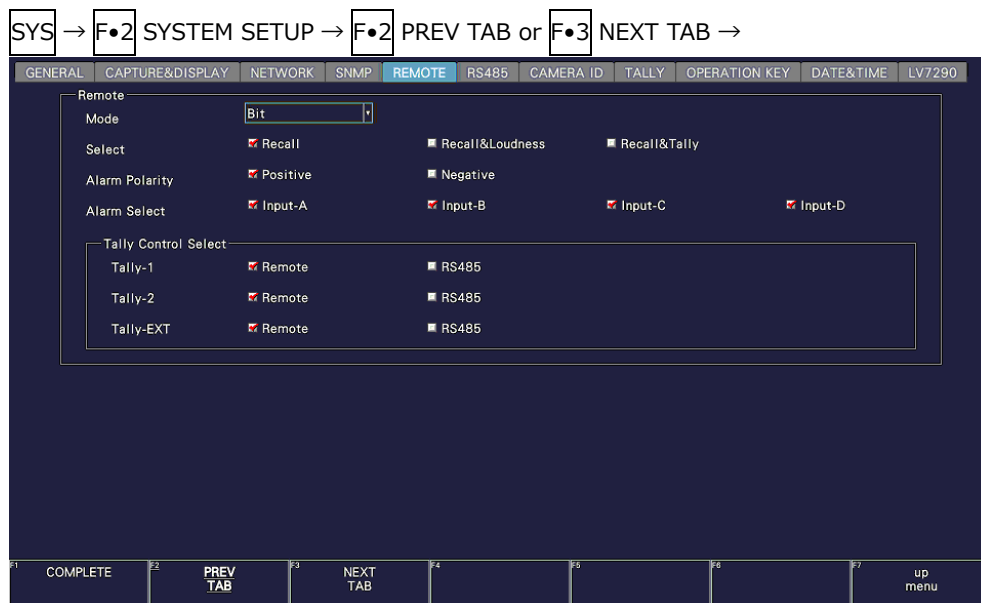 SYS → F•2 SYSTEM SETUP → F•2 PREV TAB or F•3 NEXT TAB →
GENERAL CAPTURE&DISPLAY NETWORK SNMP REMOTE RS485 CAMERA ID TALLY OPERATION KEY DATE&TIME LV7290
Remote
Mode Bit
Select Recall Recall&Loudness Recall&Tally
Alarm Polarity Positive Negative
Alarm Select Input-A Input-B Input-C Input-D
Tally Control Select
Tally-1 Remote RS485
Tally-2 Remote RS485
Tally-EXT Remote RS485
F1 COMPLETE F2 PREV TAB F3 NEXT TAB F4 F5 F6 F7 up menu